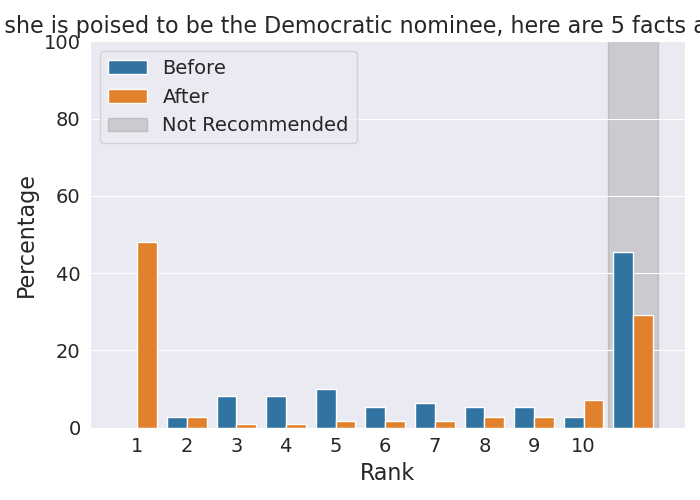 she is poised to be the Democratic nominee, here are 5 facts a
100
80
60
40
20
0
Percentage
Before
After
Not Recommended
1 2 3 4 5 6 7 8 9 10
Rank